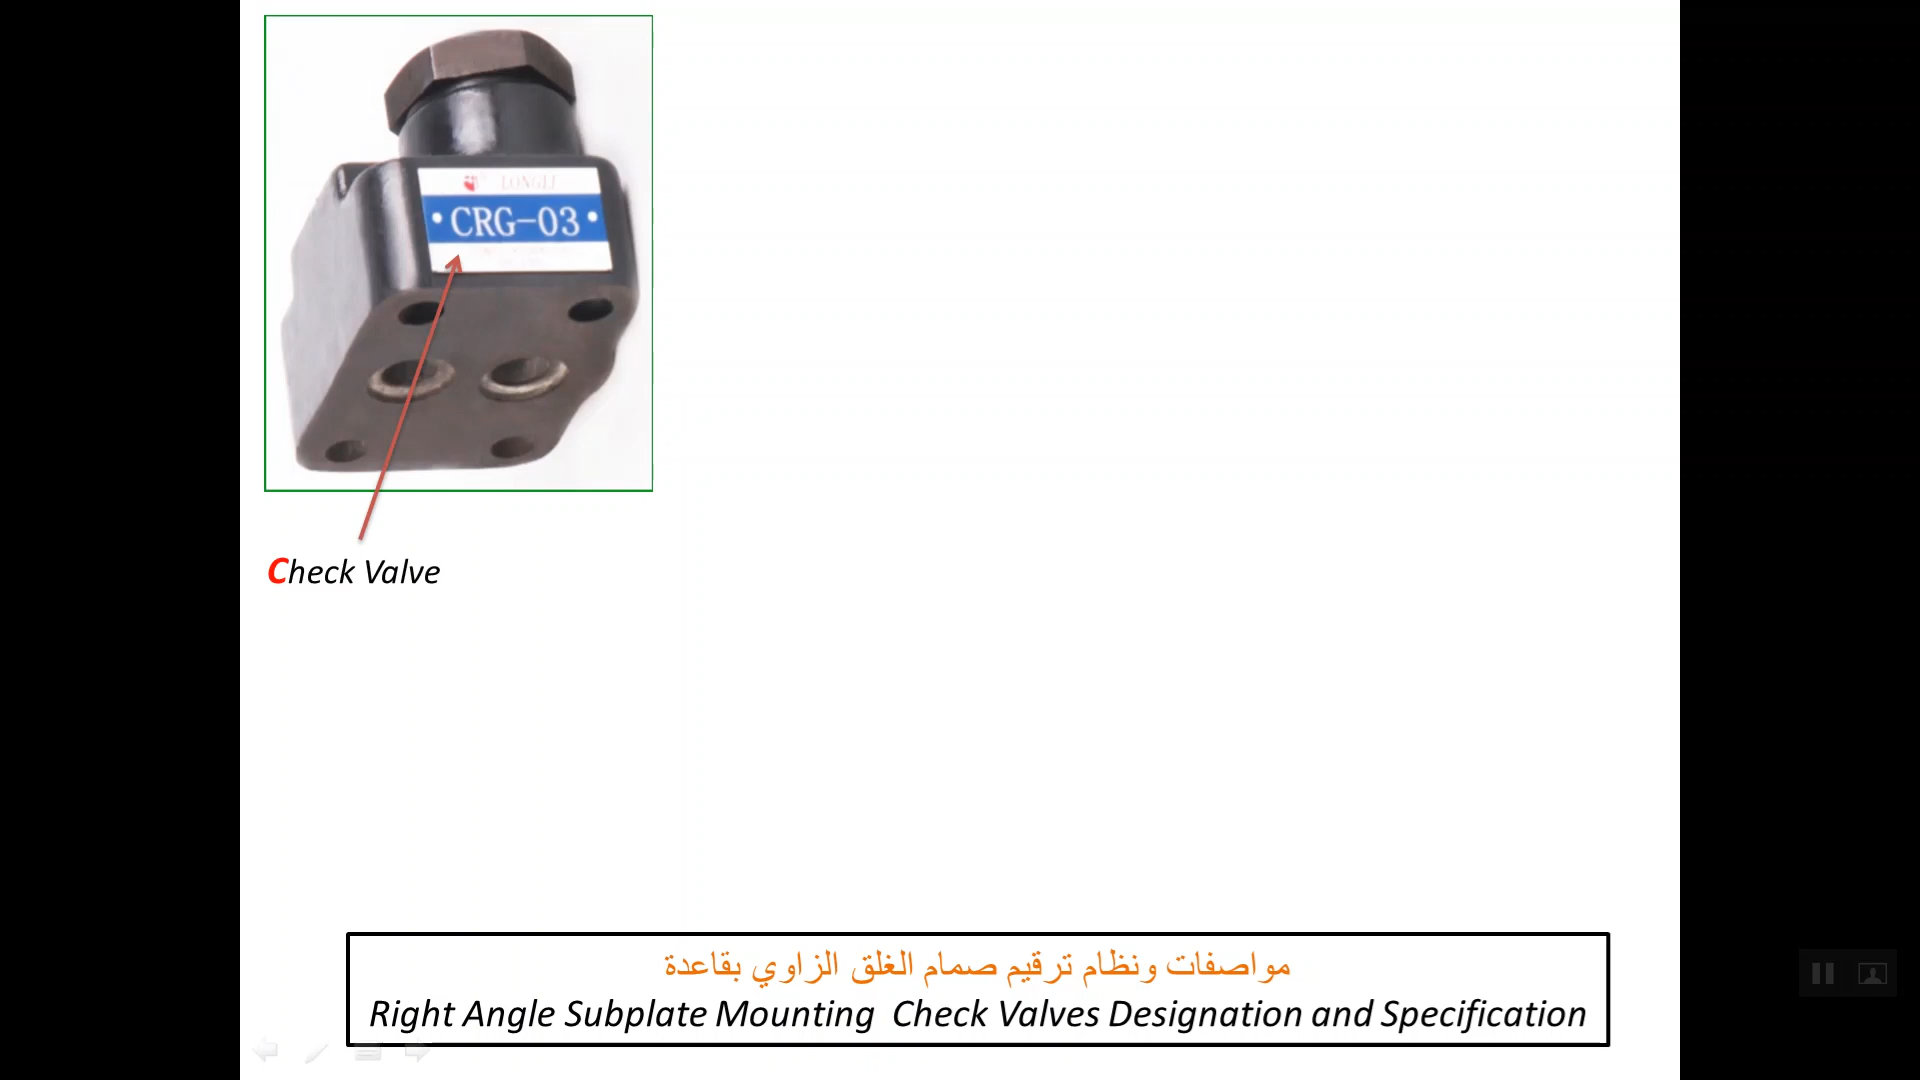 LONGLI
• CRG-03 •
Check Valve
مواصفات ونظام ترقيم صمام الغلق الزاوي بقاعدة
Right Angle Subplate Mounting Check Valves Designation and Specification